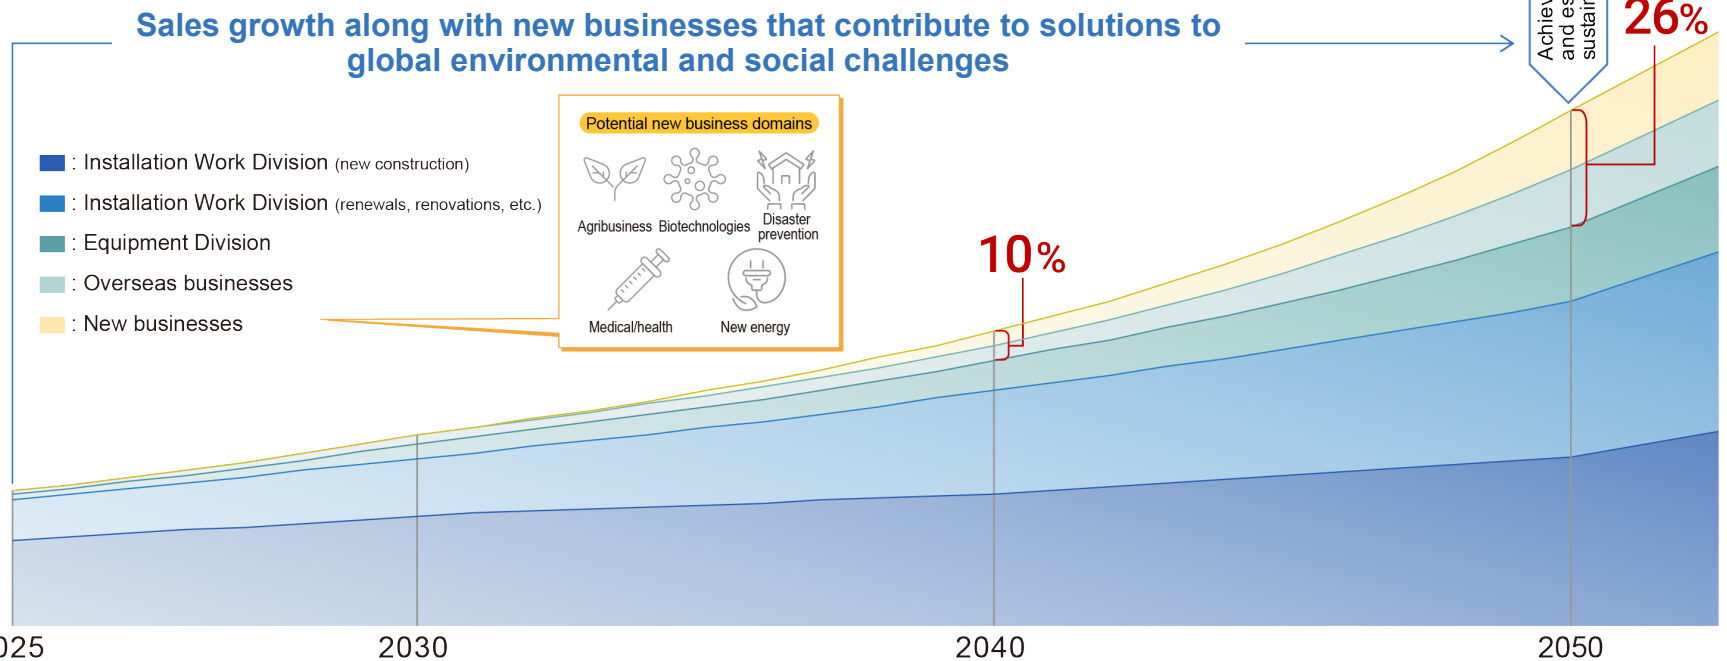 Sales growth along with new businesses that contribute to solutions to
global environmental and social challenges
26%
: Installation Work Division (new construction)
: Installation Work Division (renewals, renovations, etc.)
: Equipment Division
: Overseas businesses
: New businesses
Potential new business domains
Agribusiness
Biotechnologies
Disaster
prevention
Medical/health
New energy
10%
025
2030
2040
2050